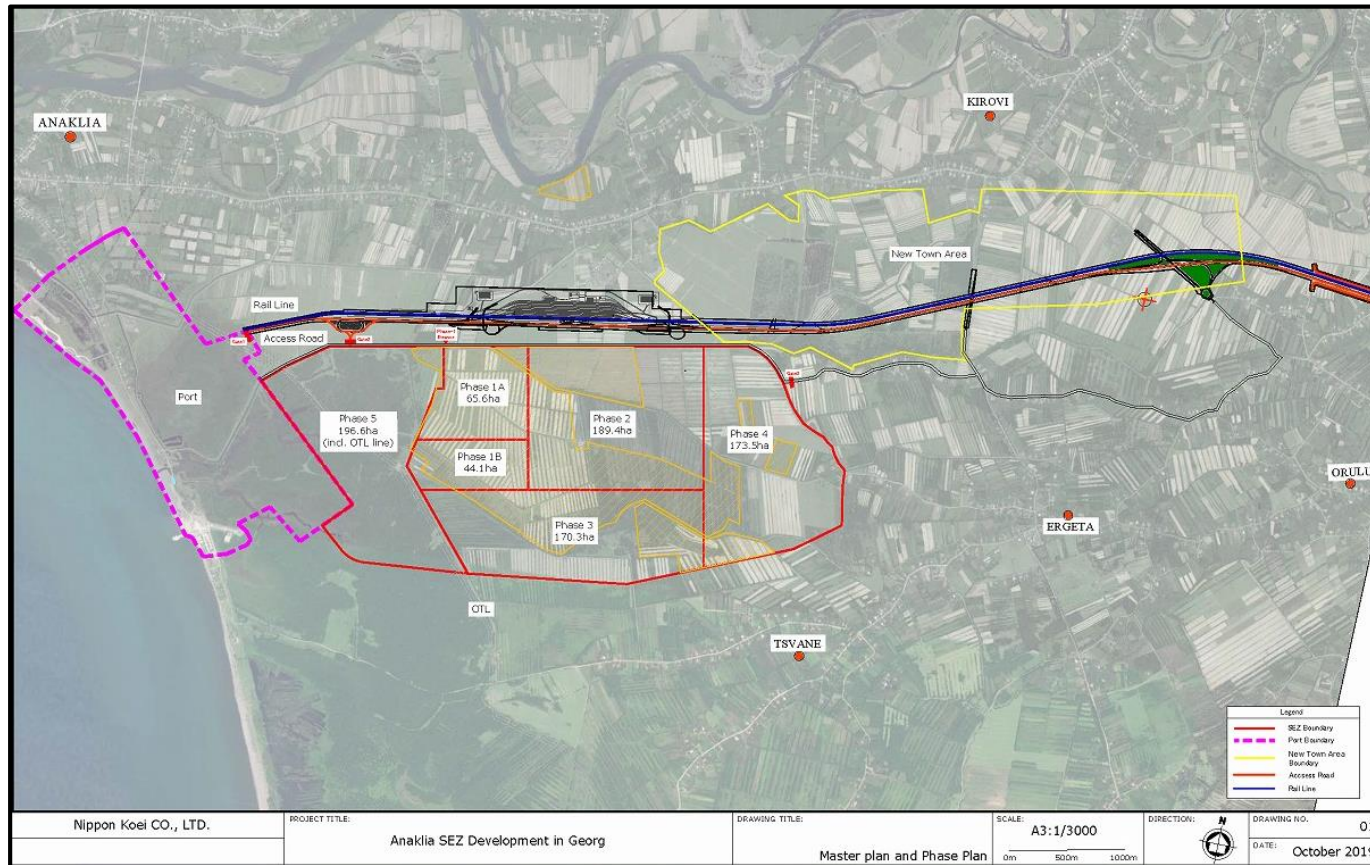 ANAKLIA
KIROVI
New Town Area
Rail Line
Access Road
Port
Phase 1A
65.6ha
Phase 5
196.6ha
(incl. OTL line)
Phase 2
189.4ha
Phase 4
173.5ha
Phase 1B
44.1ha
Phase 3
170.3ha
ORULU
ERGETA
OTL
TSVANE
Legend
SEZ Boundary
Port Boundary
New Town Area
Boundary
Accsess Road
Rail Line
Nippon Koei CO., LTD.
PROJECT TITLE:
Anaklia SEZ Development in Georg
DRAWING TITLE:
Master plan and Phase Plan
SCALE:
A3:1/3000
0m 500m 1000m
DIRECTION:
N
DRAWING NO.
01
DATE: October 2019